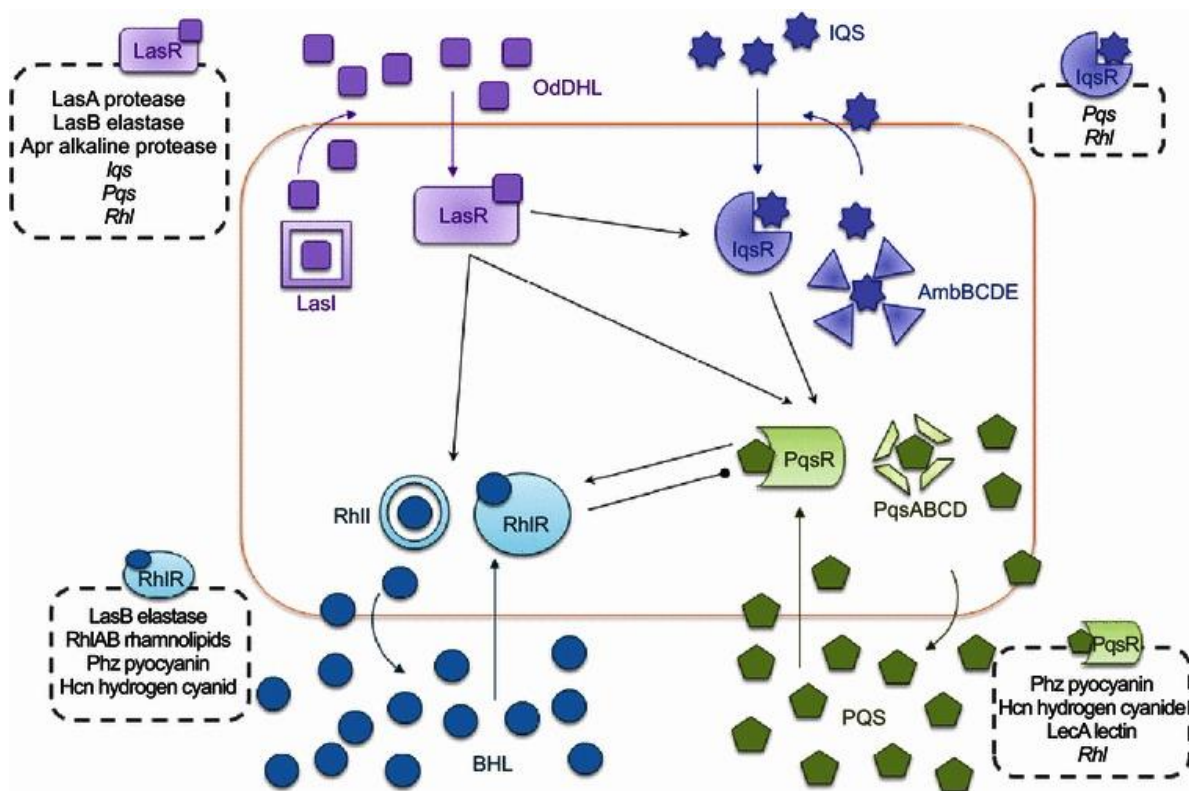 LasR
LasA protease
LasB elastase
Apr alkaline protease
Iqs
Pqs
Rhl
OdDHL
IQS
IqsR
Pqs
Rhl
LasR
IqsR
LasI
AmbBCDE
PqsR
PqsABCD
RhlI
RhlR
RhlR
LasB elastase
RhlAB rhamnolipids
Phz pyocyanin
Hcn hydrogen cyanid
BHL
PQS
PqsR
Phz pyocyanin
Hcn hydrogen cyanide
LecA lectin
Rhl